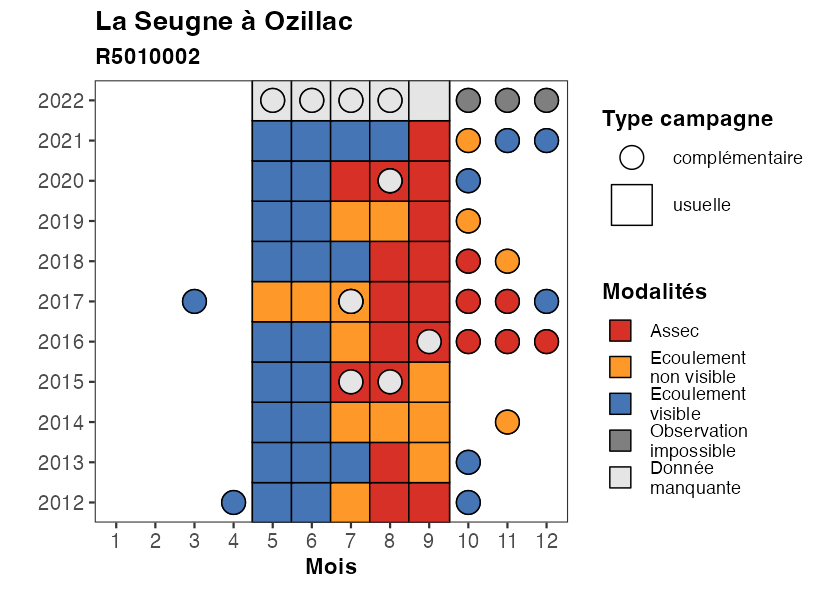 La Seugne à Ozillac
R5010002
2022
2021
2020
2019
2018
2017
2016
2015
2014
2013
2012
1 2 3 4 5 6 7 8 9 10 11 12
Mois
Type campagne
complémentaire
usuelle
Modalités
Assec
Ecoulement
non visible
Ecoulement
visible
Observation
impossible
Donnée
manquante